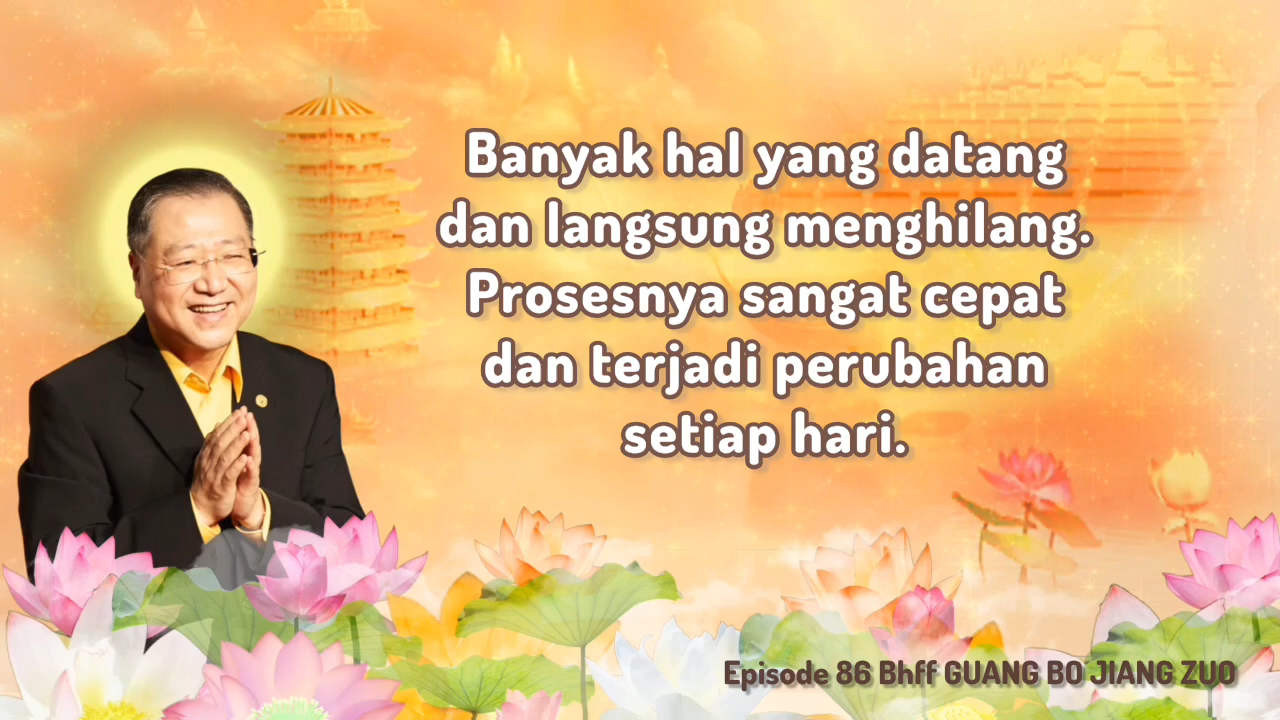 Banyak hal yang datang
dan langsung menghilang.
Prosesnya sangat cepat
dan terjadi perubahan
setiap hari.
Episode 86 Bhff GUANG BO JIANG ZUO